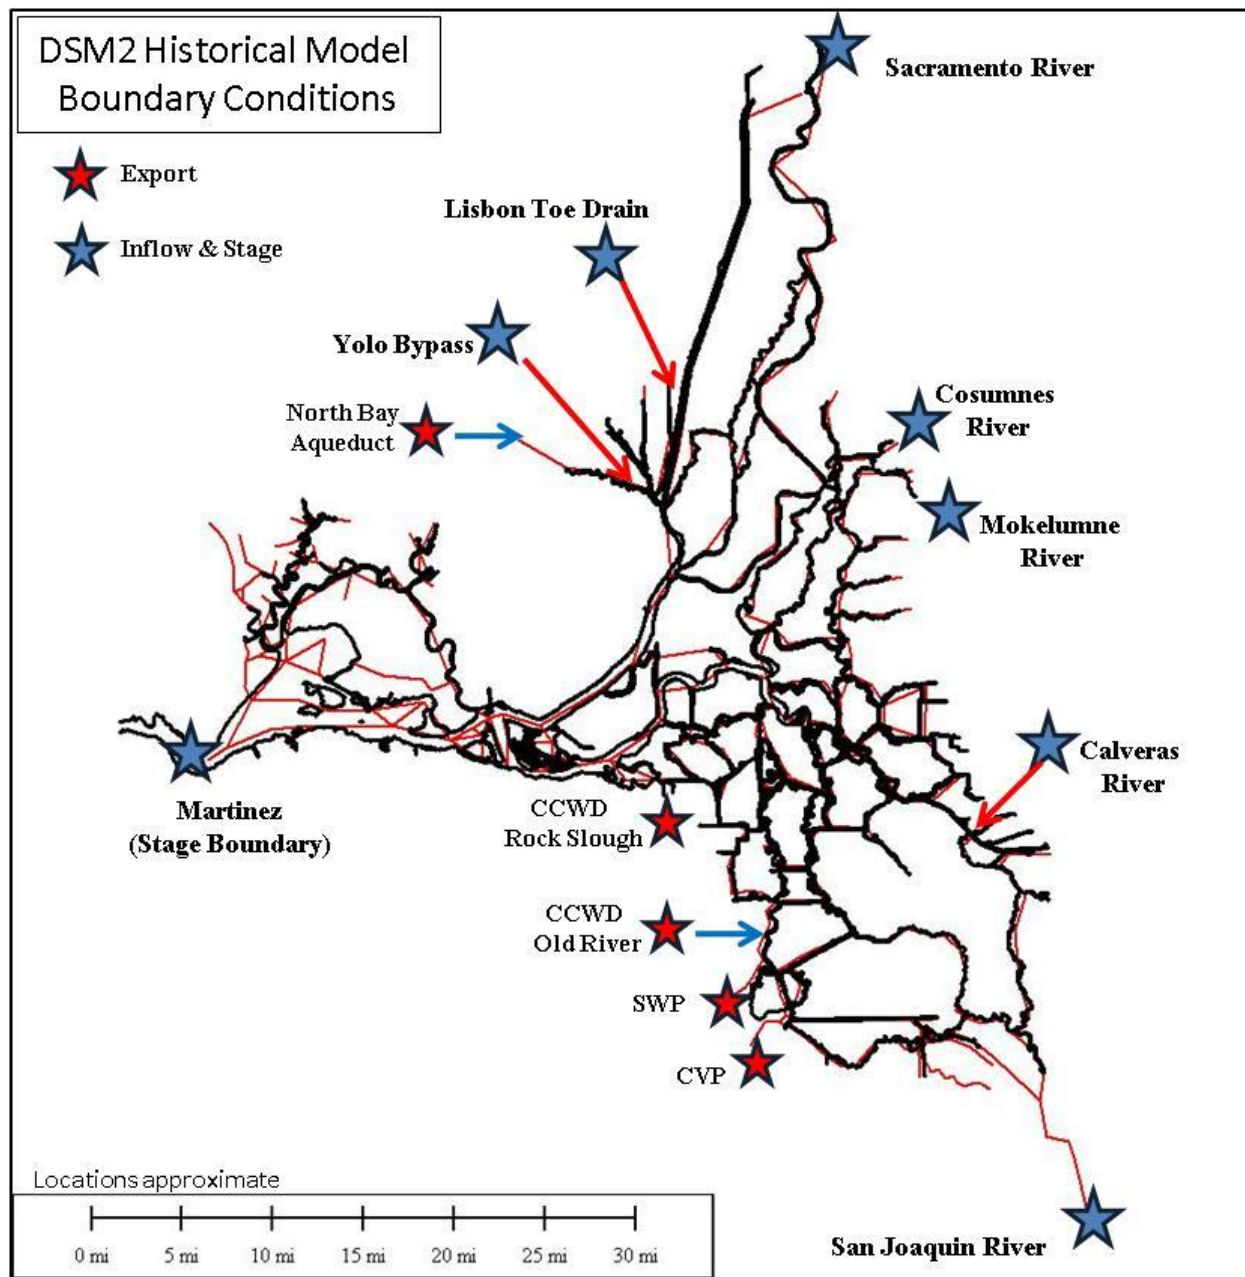 DSM2 Historical Model
Boundary Conditions
Export
Inflow & Stage
Sacramento River
Lisbon Toe Drain
Yolo Bypass
North Bay
Aqueduct
Cosumnes
River
Mokelumne
River
Calveras
River
Martinez
(Stage Boundary)
CCWD
Rock Slough
CCWD
Old River
SWP
CVP
San Joaquin River
Locations approximate
0 mi 5 mi 10 mi 15 mi 20 mi 25 mi 30 mi